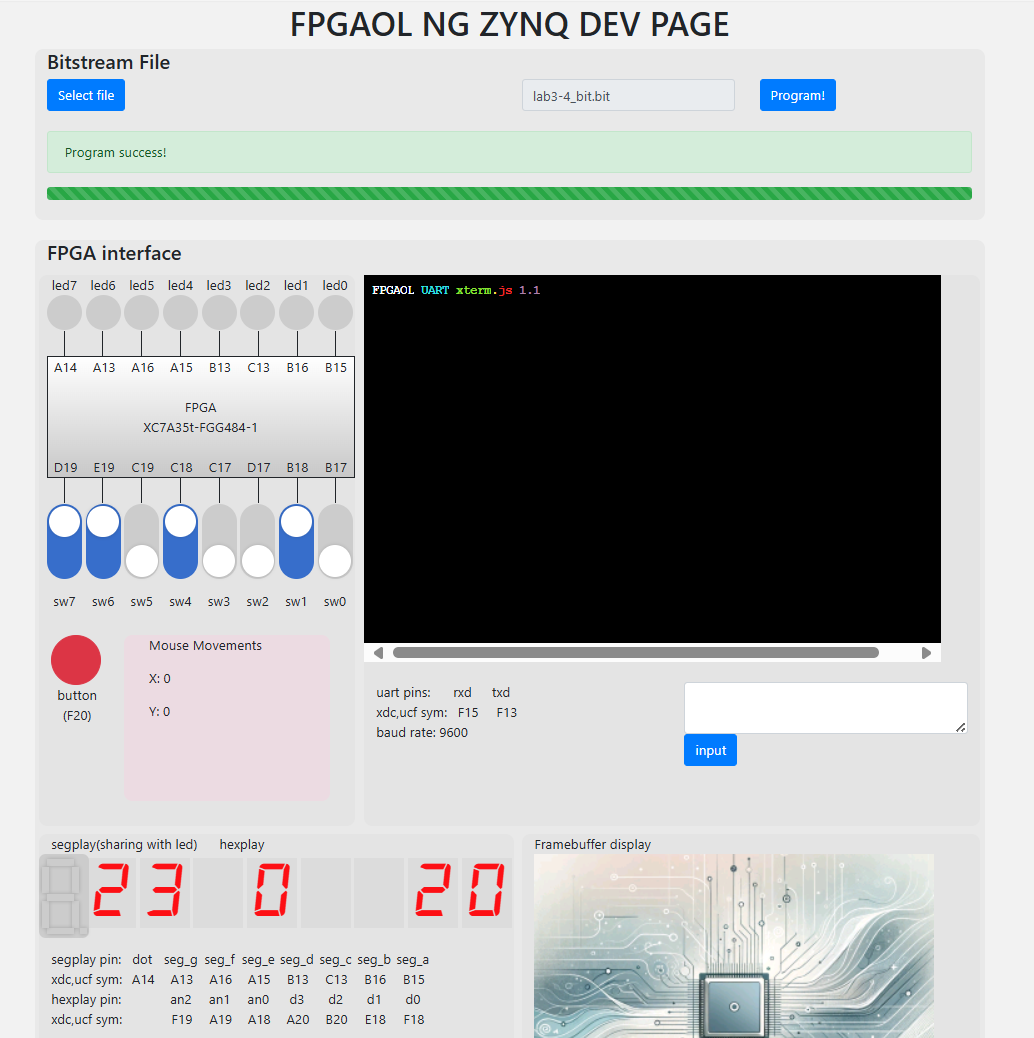 FPGAOL NG ZYNQ DEV PAGE
Bitstream File
Select file lab3-4_bit.bit Program!
Program success!
FPGA interface
led7 led6 led5 led4 led3 led2 led1 led0
A14 A13 A16 A15 B13 C13 B16 B15
FPGA
XC7A35t-FGG484-1
D19 E19 C19 C18 C17 D17 B18 B17
sw7 sw6 sw5 sw4 sw3 sw2 sw1 sw0
button
(F20)
Mouse Movements
X: 0
Y: 0
FPGAOL UART xterm.js 1.1
uart pins: rxd txd
xdc,ucf sym: F15 F13
baud rate: 9600
input
segplay(sharing with led) hexplay
23 0 20
segplay pin: dot seg_g seg_f seg_e seg_d seg_c seg_b seg_a
xdc,ucf sym: A14 A13 A16 A15 B13 C13 B16 B15
hexplay pin: an2 an1 an0 d3 d2 d1 d0
xdc,ucf sym: F19 A19 A18 A20 B20 E18 F18
Framebuffer display